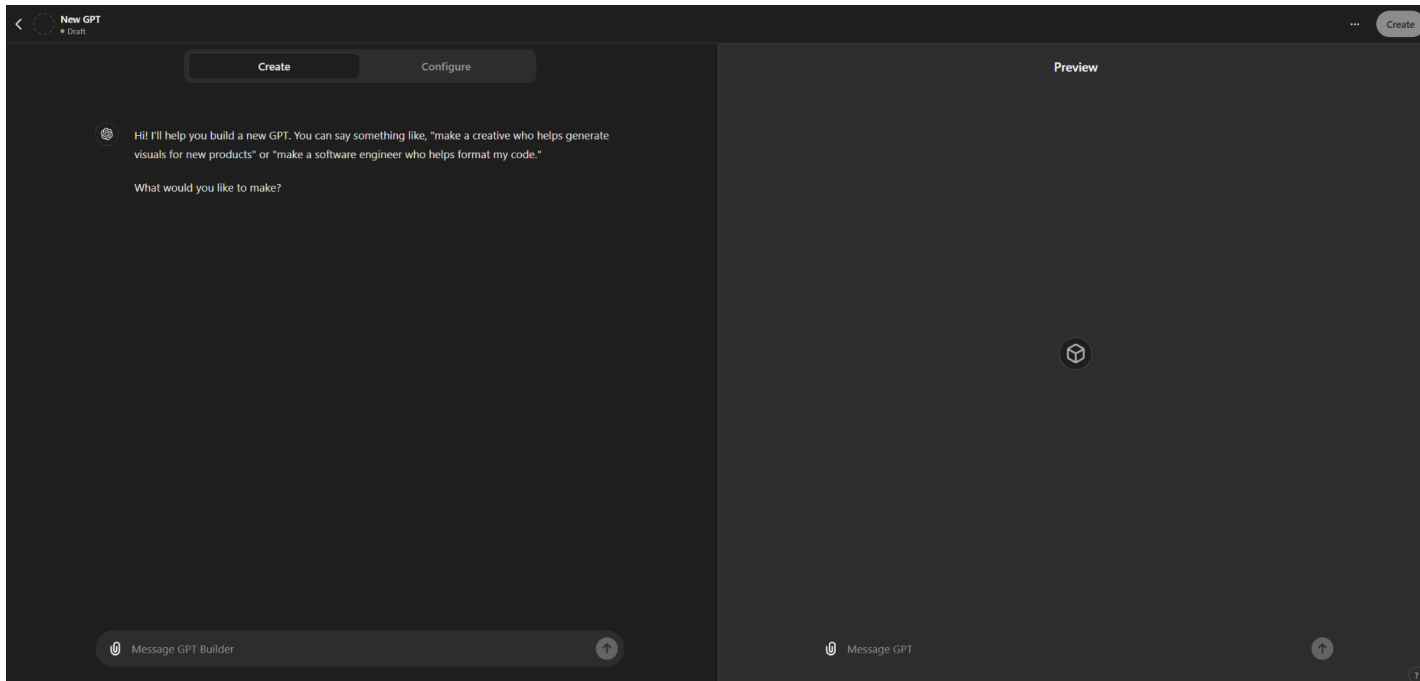 New GPT
Draft
...
Create
Create
Configure
Preview
Hi! I'll help you build a new GPT. You can say something like, "make a creative who helps generate
visuals for new products" or "make a software engineer who helps format my code."
What would you like to make?
Message GPT Builder
Message GPT
?